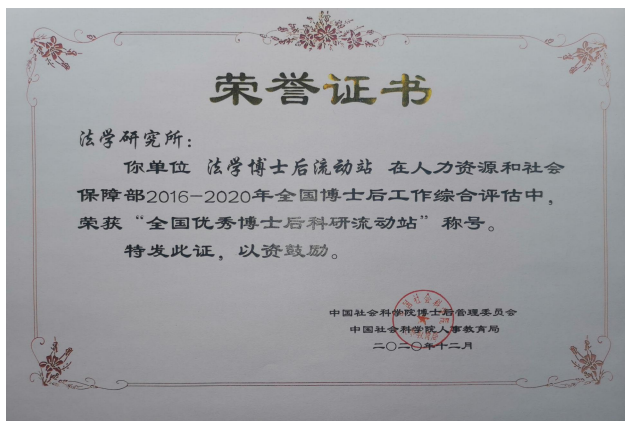 荣誉证书
法学研究所：
你单位 法学博士后流动站 在人力资源和社会
保障部2016-2020年全国博士后工作综合评估中，
荣获“全国优秀博士后科研流动站”称号。
特发此证，以资鼓励。
中国社会科学院博士后管理委员会
中国社会科学院人事教育局
二〇二〇年十二月